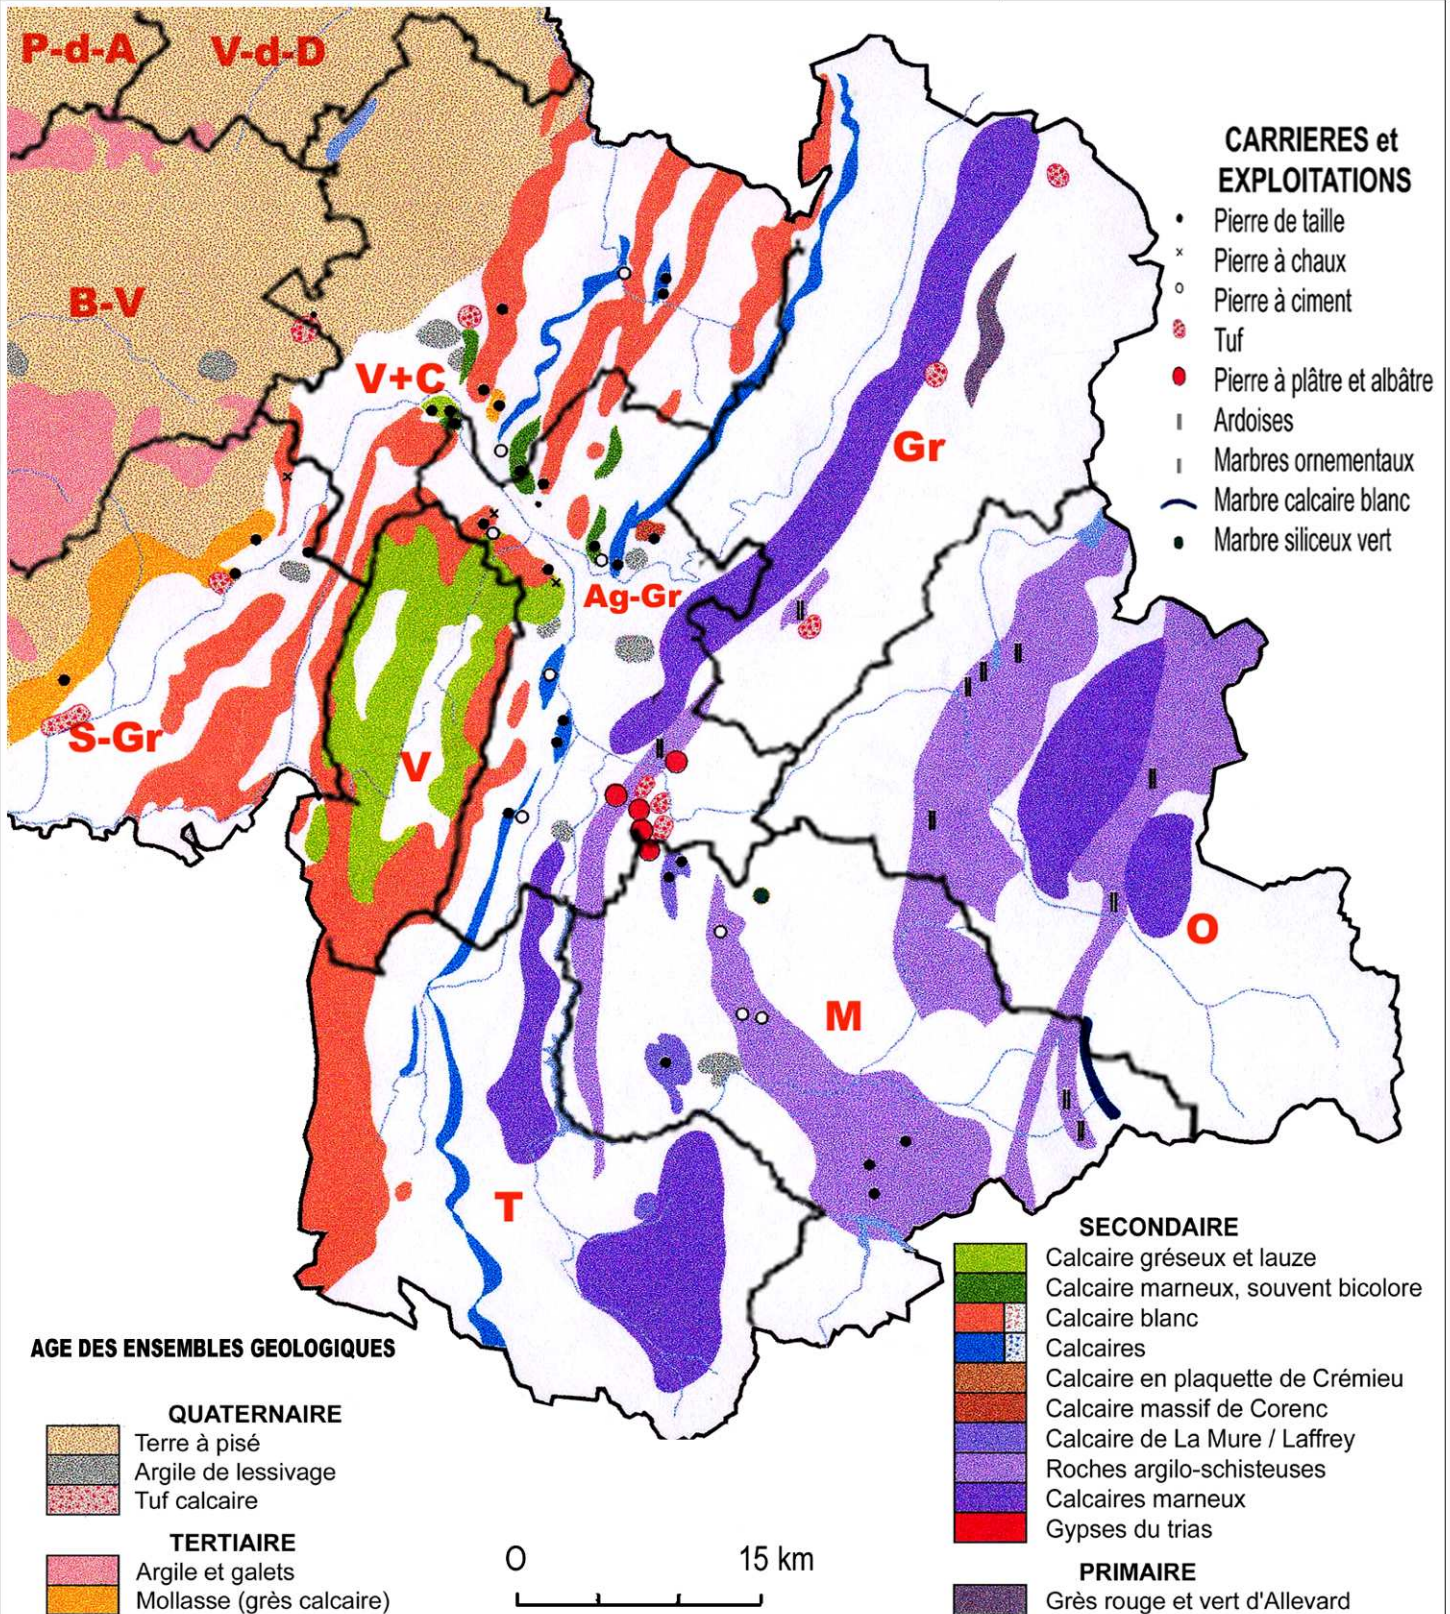 P-d-A
V-d-D
CARRIERES et
EXPLOITATIONS
Pierre de taille
Pierre à chaux
Pierre à ciment
Tuf
Pierre à plâtre et albâtre
Ardoises
Marbres ornementaux
Marbre calcaire blanc
Marbre siliceux vert
B-V
V+C
Gr
Ag-Gr
S-Gr
V
O
M
T
AGE DES ENSEMBLES GEOLOGIQUES
QUATERNAIRE
Terre à pisé
Argile de lessivage
Tuf calcaire
TERTIAIRE
Argile et galets
Mollasse (grès calcaire)
O 15 km
SECONDAIRE
Calcaire gréseux et lauze
Calcaire marneux, souvent bicolore
Calcaire blanc
Calcaires
Calcaire en plaquette de Crémieu
Calcaire massif de Corenc
Calcaire de La Mure / Laffrey
Roches argilo-schisteuses
Calcaires marneux
Gypses du trias
PRIMAIRE
Grès rouge et vert d'Allevard